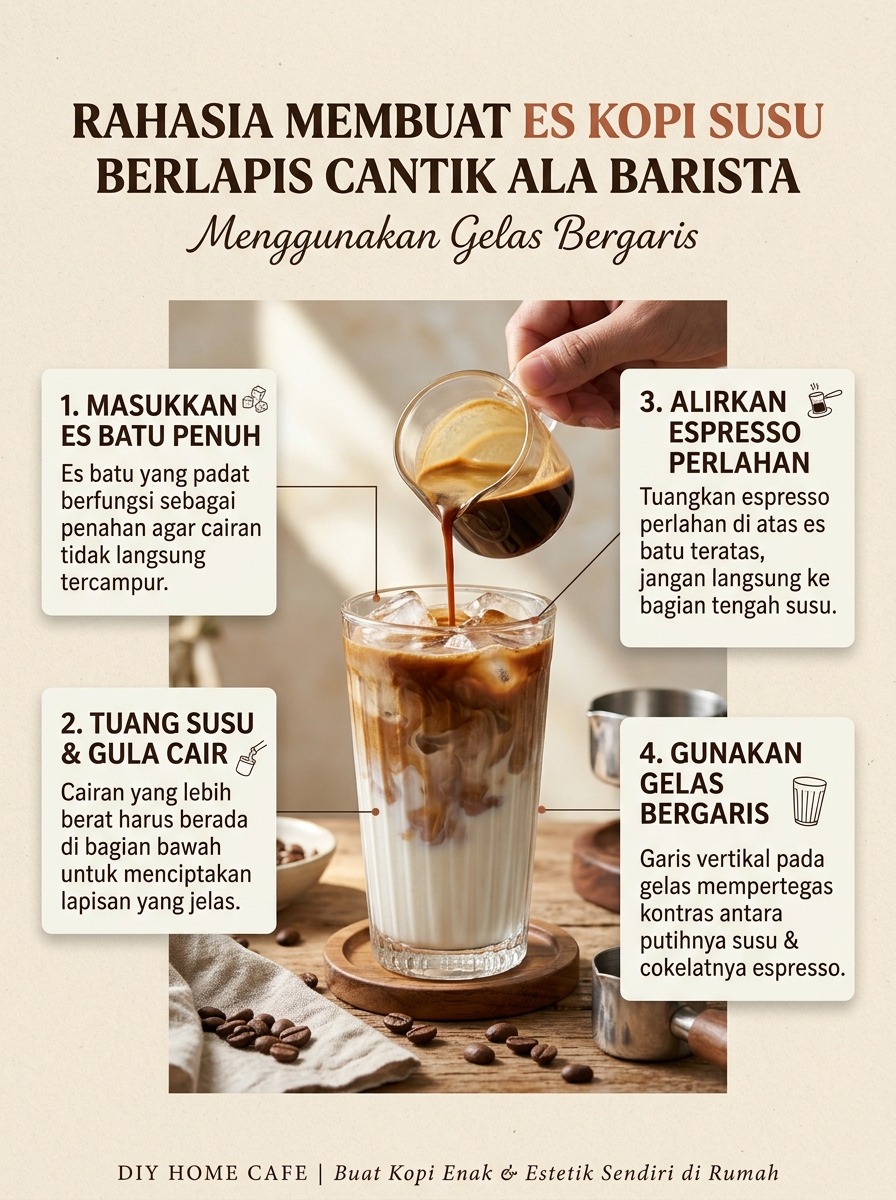 RAHASIA MEMBUAT ES KOPI SUSU
BERLAPIS CANTIK ALA BARISTA
Menggunakan Gelas Bergaris
1. MASUKKAN
ES BATU PENUH
Es batu yang padat
berfungsi sebagai
penahan agar cairan
tidak langsung
tercampur.
2. TUANG SUSU
& GULA CAIR
Cairan yang lebih
berat harus berada
di bagian bawah
untuk menciptakan
lapisan yang jelas.
3. ALIRKAN
ESPRESSO
PERLAHAN
Tuangkan espresso
perlahan di atas es
batu teratas,
jangan langsung ke
bagian tengah susu.
4. GUNAKAN
GELAS
BERGARIS
Garis vertikal pada
gelas mempertegas
kontras antara
putihnya susu &
cokelatnya espresso.
DIY HOME CAFE | Buat Kopi Enak & Estetik Sendiri di Rumah